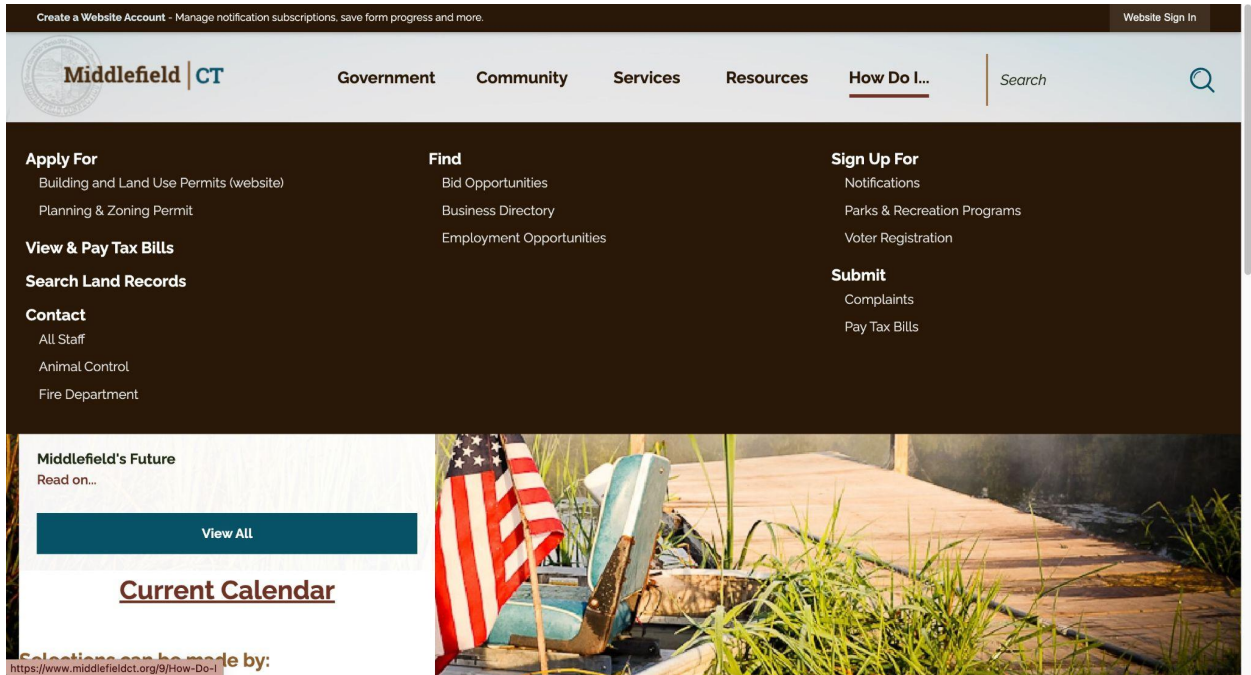 Create a Website Account - Manage notification subscriptions, save form progress and more.
Website Sign In
Middlefield | CT
Government
Community
Services
Resources
How Do I...
Search
Apply For
Building and Land Use Permits (website)
Planning & Zoning Permit
View & Pay Tax Bills
Search Land Records
Contact
All Staff
Animal Control
Fire Department
Find
Bid Opportunities
Business Directory
Employment Opportunities
Sign Up For
Notifications
Parks & Recreation Programs
Voter Registration
Submit
Complaints
Pay Tax Bills
Middlefield's Future
Read on...
View All
Current Calendar
Selections can be made by:
https://www.middlefieldct.org/9/How-Do-I